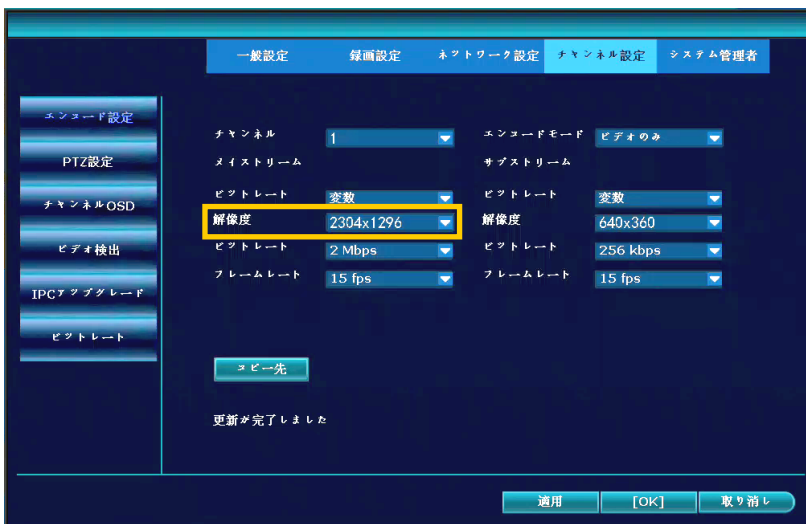 一般設定 録画設定 ネットワーク設定 チャンネル設定 システム管理者
エンコード設定
PTZ設定
チャンネルOSD
ビデオ検出
IPCアップグレード
ビットレート
チャンネル 1 エンコードモード ビデオのみ
メイストリーム サブストリーム
ビットレート 変数 ビットレート 変数
解像度 2304x1296 解像度 640x360
ビットレート 2 Mbps ビットレート 256 kbps
フレームレート 15 fps フレームレート 15 fps
コピー先
更新が完了しました
適用 [OK] 取り消し